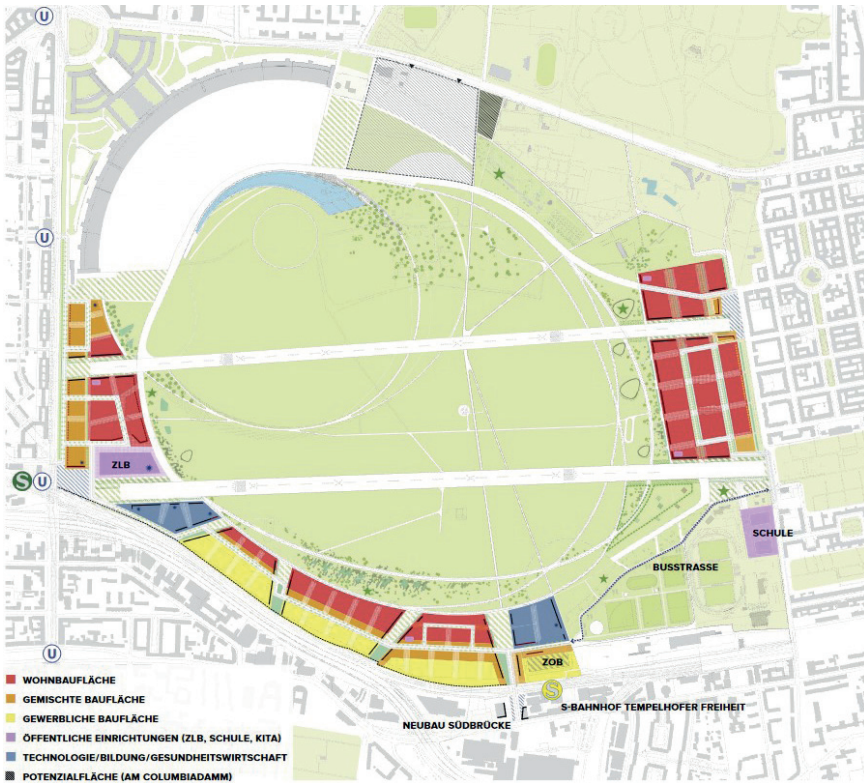 U
U
ZLB
S U
SCHULE
BUSSTRASSE
U
ZOB
S
S-BAHNHOF TEMPELHOFER FREIHEIT
NEUBAU SÜDBRÜCKE
WOHNBAUFLÄCHE
GEMISCHTE BAUFLÄCHE
GEWERBLICHE BAUFLÄCHE
ÖFFENTLICHE EINRICHTUNGEN (ZLB, SCHULE, KITA)
TECHNOLOGIE/BILDUNG/GESUNDHEITSWIRTSCHAFT
POTENZIALFLÄCHE (AM COLUMBIADAMM)